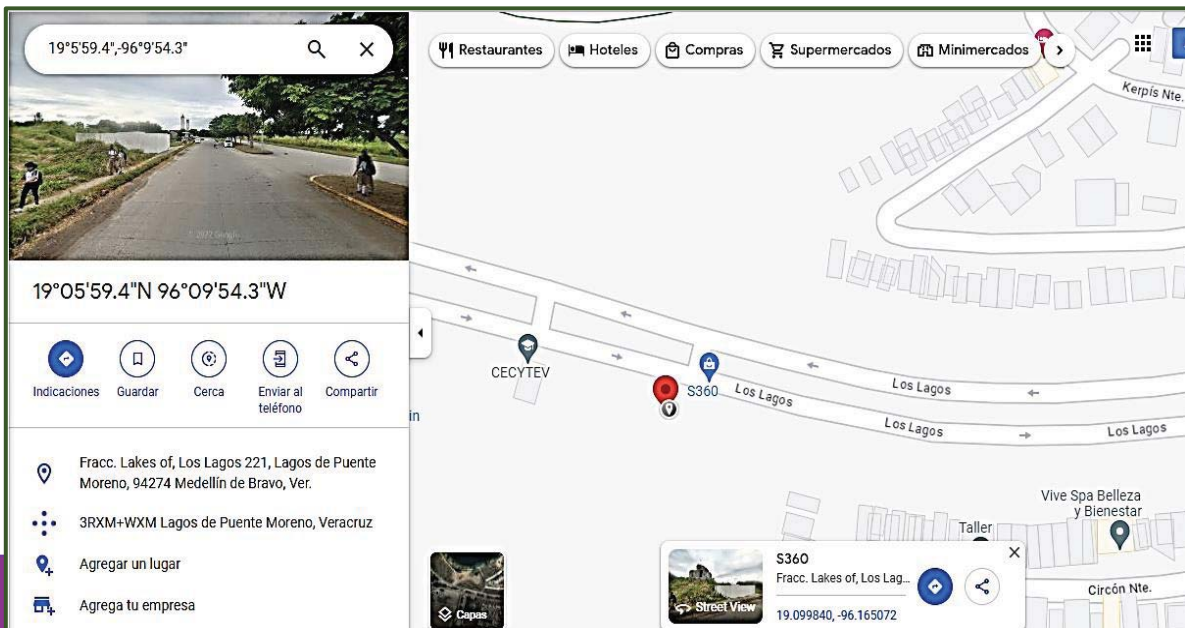 19°5'59.4",-96°9'54.3"
Restaurantes
Hoteles
Compras
Supermercados
Minimercados
Kerpís Nte.
© 2022 Google
19°05'59.4"N 96°09'54.3"W
Indicaciones
Guardar
Cerca
Enviar al
teléfono
Compartir
CECYTEV
S360
Los Lagos
Los Lagos
Los Lagos
Los Lagos
in
Fracc. Lakes of, Los Lagos 221, Lagos de Puente
Moreno, 94274 Medellín de Bravo, Ver.
3RXM+WXM Lagos de Puente Moreno, Veracruz
Agregar un lugar
Agrega tu empresa
Vive Spa Belleza
y Bienestar
Taller
Circón Nte.
Capas
Street View
S360
Fracc. Lakes of, Los Lag...
19.099840, -96.165072